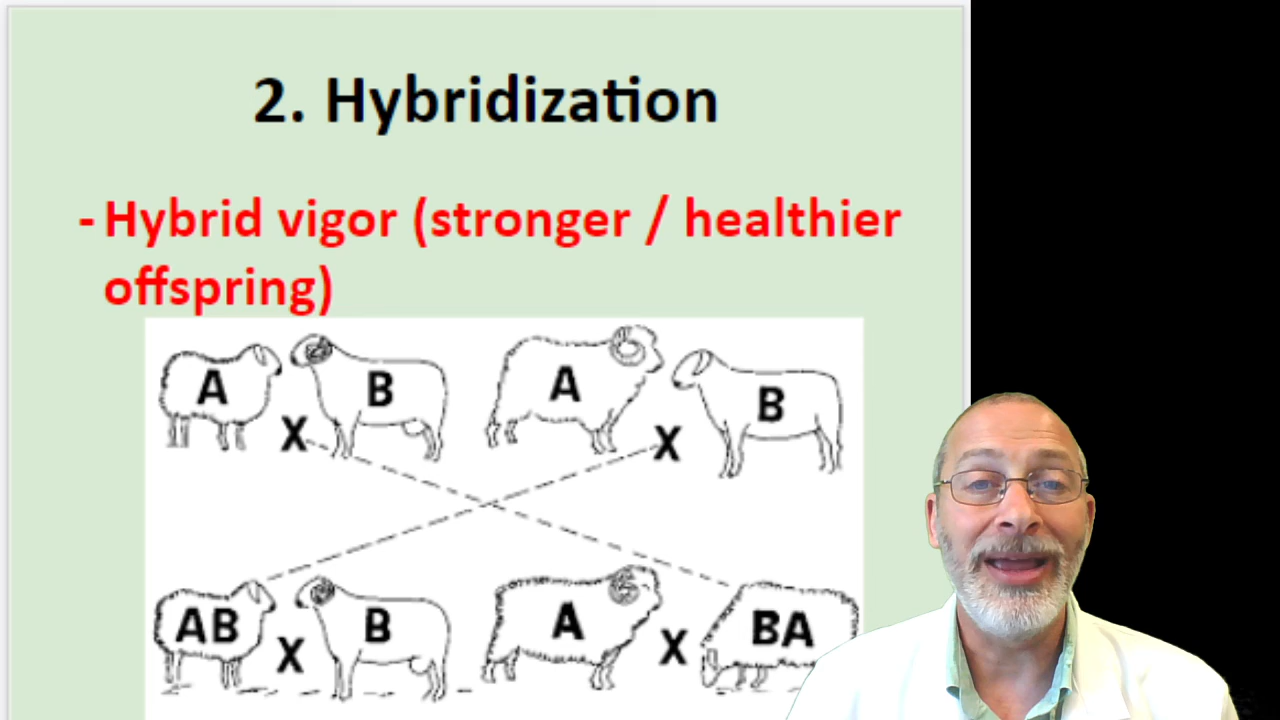 2. Hybridization
- Hybrid vigor (stronger / healthier
offspring)
A B A B
X X
AB B A BA
X X